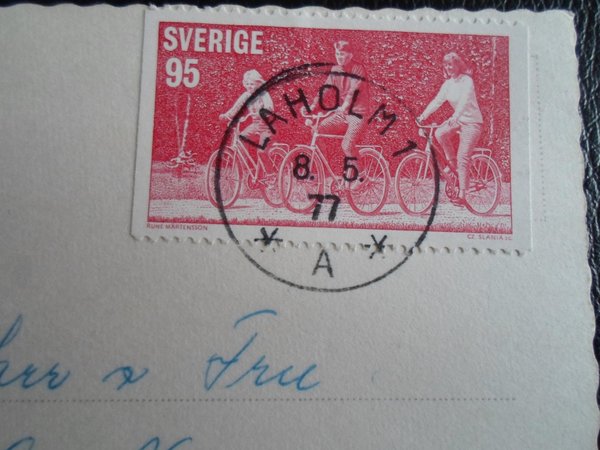 SVERIGE
95
LAHOLM 1
8. 5.
77
* A *
RUNE MÅRTENSSON
CZ. SLANIA SC.
Herr & Fru